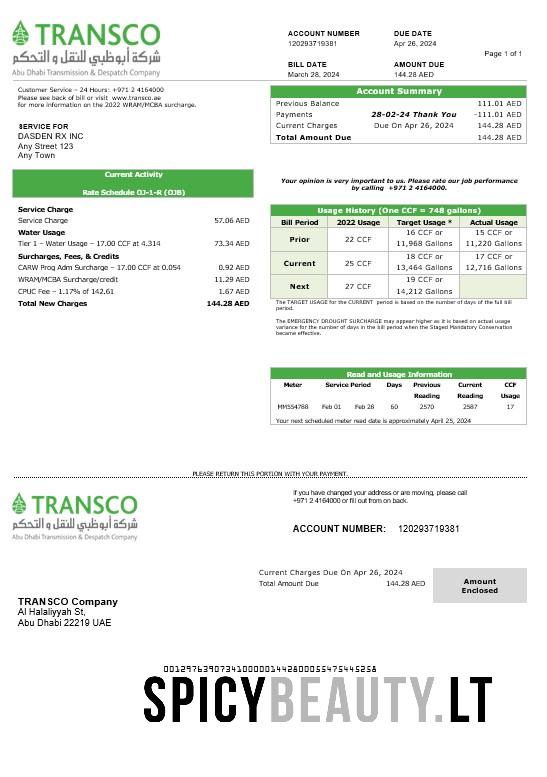 TRANSCO
شركة أبوظبي للنقل و التحكم
Abu Dhabi Transmission & Despatch Company
ACCOUNT NUMBER DUE DATE
120293719381 Apr 26, 2024
Page 1 of 1
BILL DATE AMOUNT DUE
March 28, 2024 144.28 AED
Customer Service – 24 Hours: +971 2 4164000
Please see back of bill or visit www.transco.ae
for more information on the 2022 WRAM/MCBA surcharge.
SERVICE FOR
DASDEN RX INC
Any Street 123
Any Town
Account Summary
Previous Balance 111.01 AED
Payments 28-02-24 Thank You -111.01 AED
Current Charges Due On Apr 26, 2024 144.28 AED
Total Amount Due 144.28 AED
Current Activity
Rate Schedule OJ-1-R (OJB)
Your opinion is very important to us. Please rate our job performance
by calling +971 2 4164000.
Service Charge
Service Charge 57.06 AED
Water Usage
Tier 1 – Water Usage – 17.00 CCF at 4.314 73.34 AED
Surcharges, Fees, & Credits
CARW Prog Adm Surcharge – 17.00 CCF at 0.054 0.92 AED
WRAM/MCBA Surcharge/credit 11.29 AED
CPUC Fee – 1.17% of 142.61 1.67 AED
Total New Charges 144.28 AED
Usage History (One CCF = 748 gallons)
Bill Period 2022 Usage Target Usage * Actual Usage
Prior 22 CCF 16 CCF or 11,968 Gallons 15 CCF or 11,220 Gallons
Current 25 CCF 18 CCF or 13,464 Gallons 17 CCF or 12,716 Gallons
Next 27 CCF 19 CCF or 14,212 Gallons
The TARGET USAGE for the CURRENT period is based on the number of days of the full bill
period.
The EMERGENCY DROUGHT SURCHARGE may appear higher as it is based on actual usage
variance for the number of days in the bill period when the Staged Mandatory Conservation
became effective.
Read and Usage Information
Meter Service Period Days Previous Reading Current Reading CCF Usage
MM554788 Feb 01 Feb 28 60 2570 2587 17
Your next scheduled meter read date is approximately April 25, 2024
PLEASE RETURN THIS PORTION WITH YOUR PAYMENT.
TRANSCO
شركة أبوظبي للنقل و التحكم
Abu Dhabi Transmission & Despatch Company
If you have changed your address or are moving, please call
+971 2 4164000 or fill out from on back.
ACCOUNT NUMBER: 120293719381
Current Charges Due On Apr 26, 2024
Total Amount Due 144.28 AED
Amount
Enclosed
TRANSCO Company
Al Halaliyyah St,
Abu Dhabi 22219 UAE
00129763907341000001442800055475445258
SPICYBEAUTY.LT